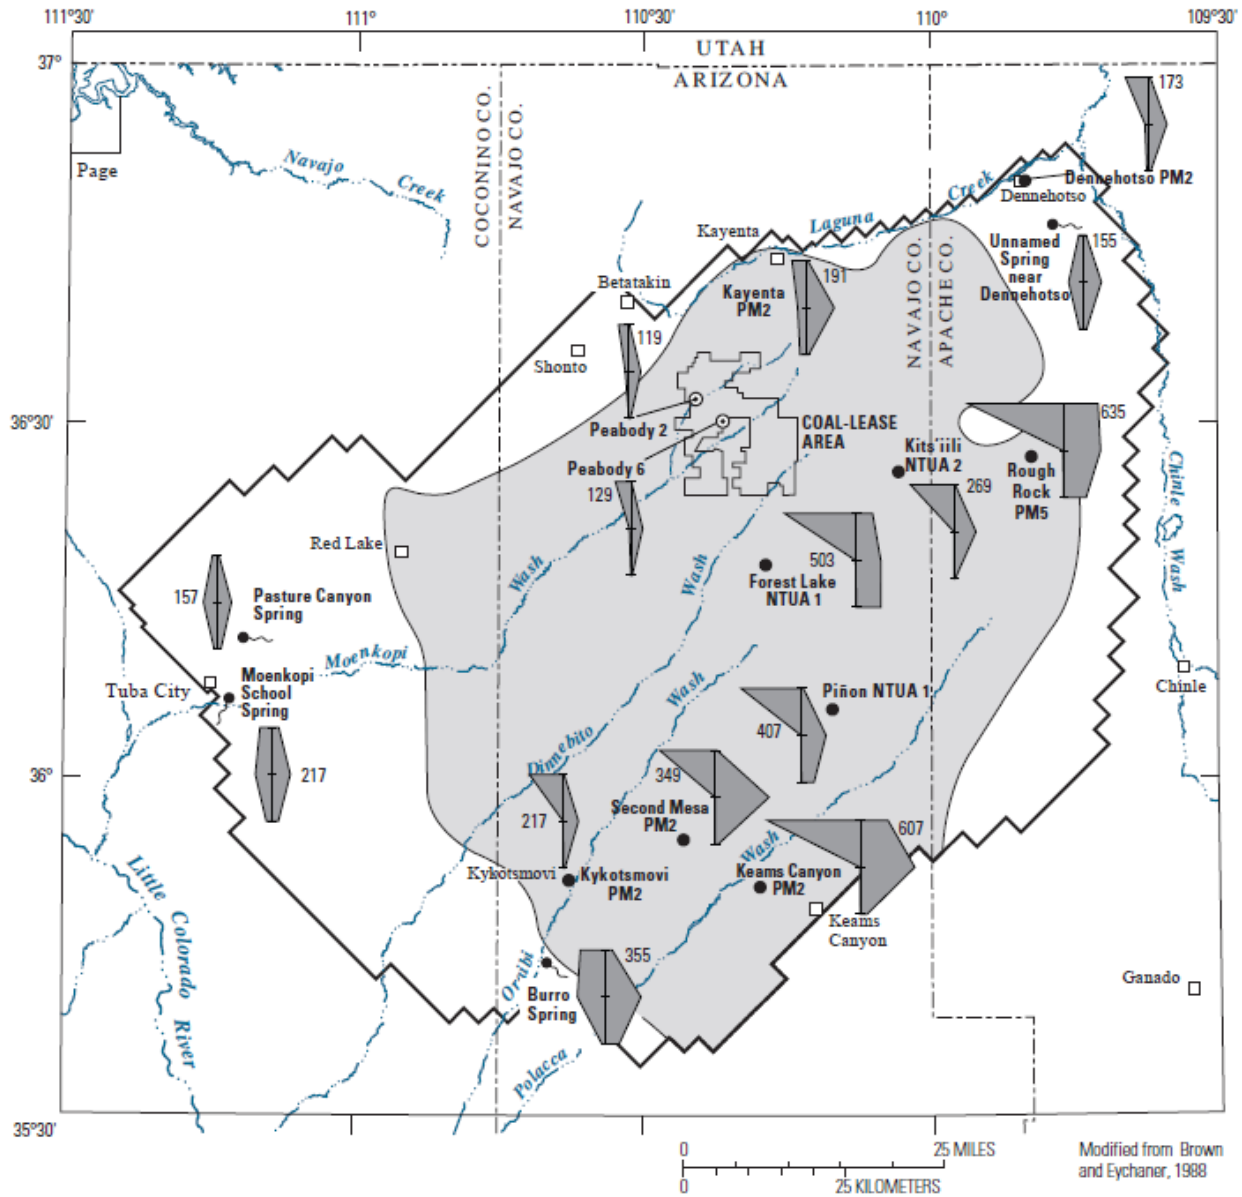 111°30'
111°
110°30'
110°
109°30'
37°
UTAH
ARIZONA
COCONINO CO.
NAVAJO CO.
173
Page
Navajo
Creek
Creek
Dennehotso PM2
Dennehotso
Laguna
Kayenta
NAVAJO CO.
APACHE CO.
Unnamed
Spring
near
Dennehotso
155
Betatakin
Kayenta
PM2
191
119
Shonto
36°30'
Peabody 2
COAL-LEASE
AREA
635
Peabody 6
Kits'iili
NTUA 2
Rough
Rock
PM5
129
269
Chinle
Wash
Red Lake
Wash
Wash
503
Forest Lake
NTUA 1
157
Pasture Canyon
Spring
Moenkopi
Moenkopi
School
Spring
Tuba City
Wash
Piñon NTUA 1
Chinle
407
36°
217
Dinnebito
349
Second Mesa
PM2
217
Wash
607
Kykotsmovi
Kykotsmovi
PM2
Keams Canyon
PM2
Keams
Canyon
Little
Colorado
River
355
Oraibi
Burro
Spring
Ganado
Polacca
35°30'
0
25 MILES
0
25 KILOMETERS
Modified from Brown
and Eychaner, 1988